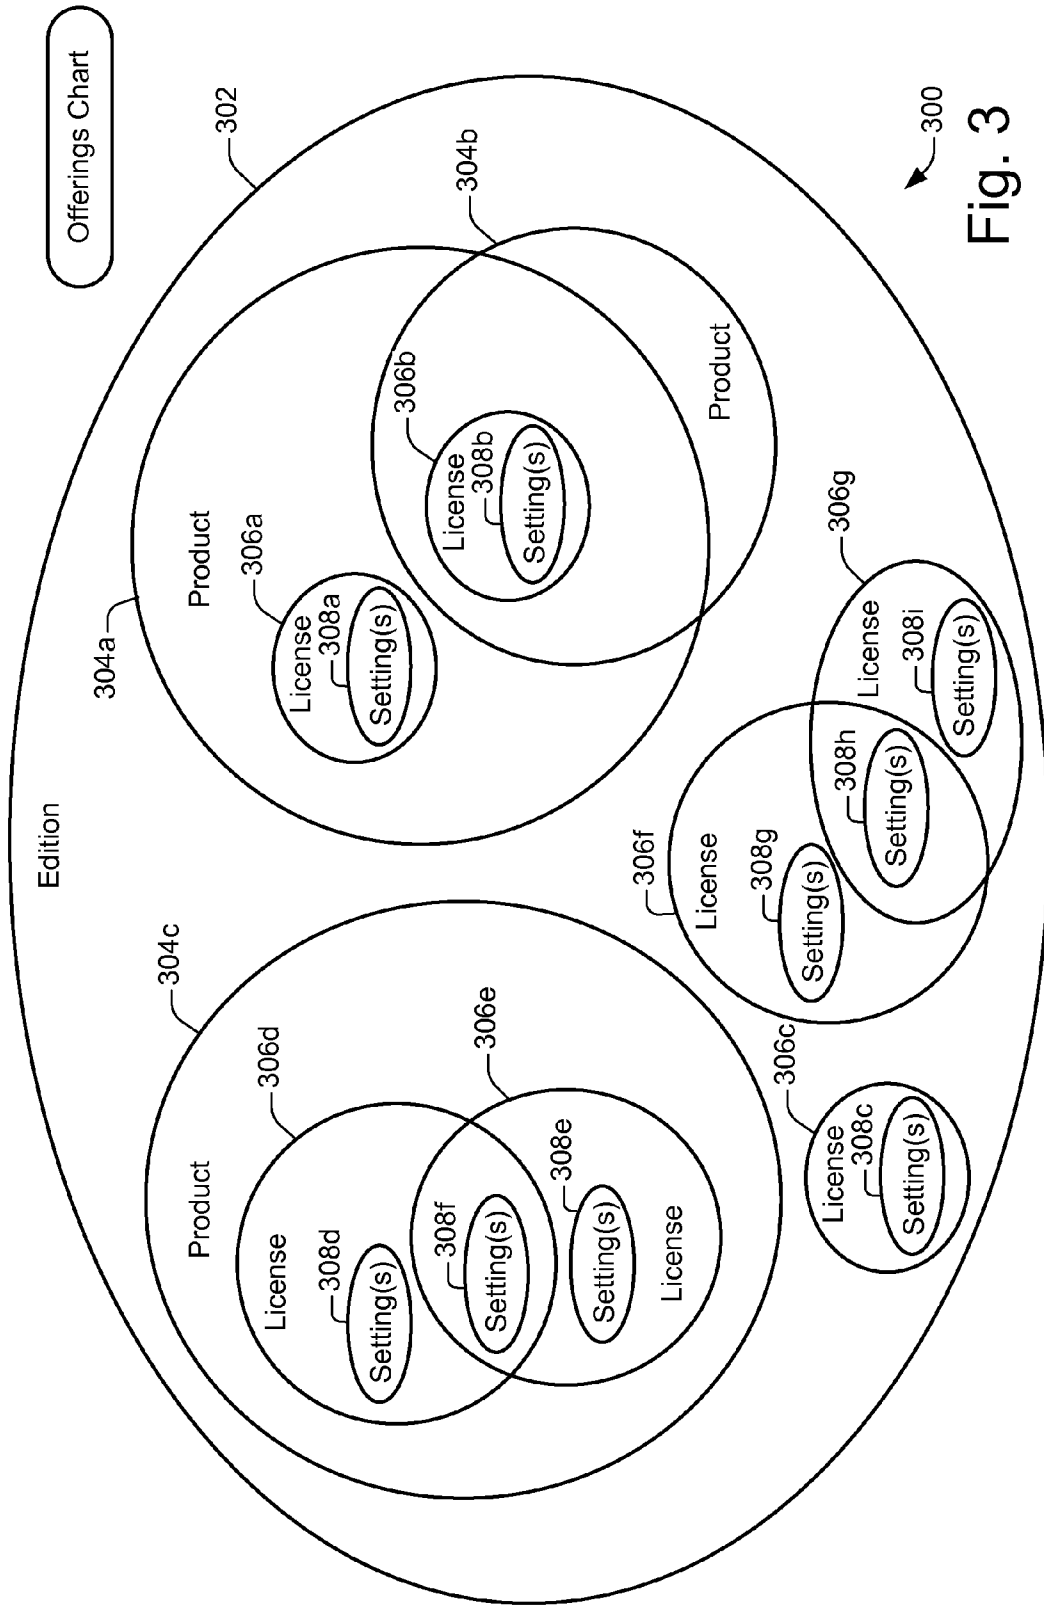 Offerings Chart
Edition
302
304c
Product
306d
License
308d
Setting(s)
308f
Setting(s)
306e
308e
Setting(s)
License
304a
Product
306a
License
308a
Setting(s)
304b
306b
License
308b
Setting(s)
Product
306c
License
308c
Setting(s)
306f
License
308g
Setting(s)
308h
Setting(s)
306g
License
308i
Setting(s)
300
Fig. 3